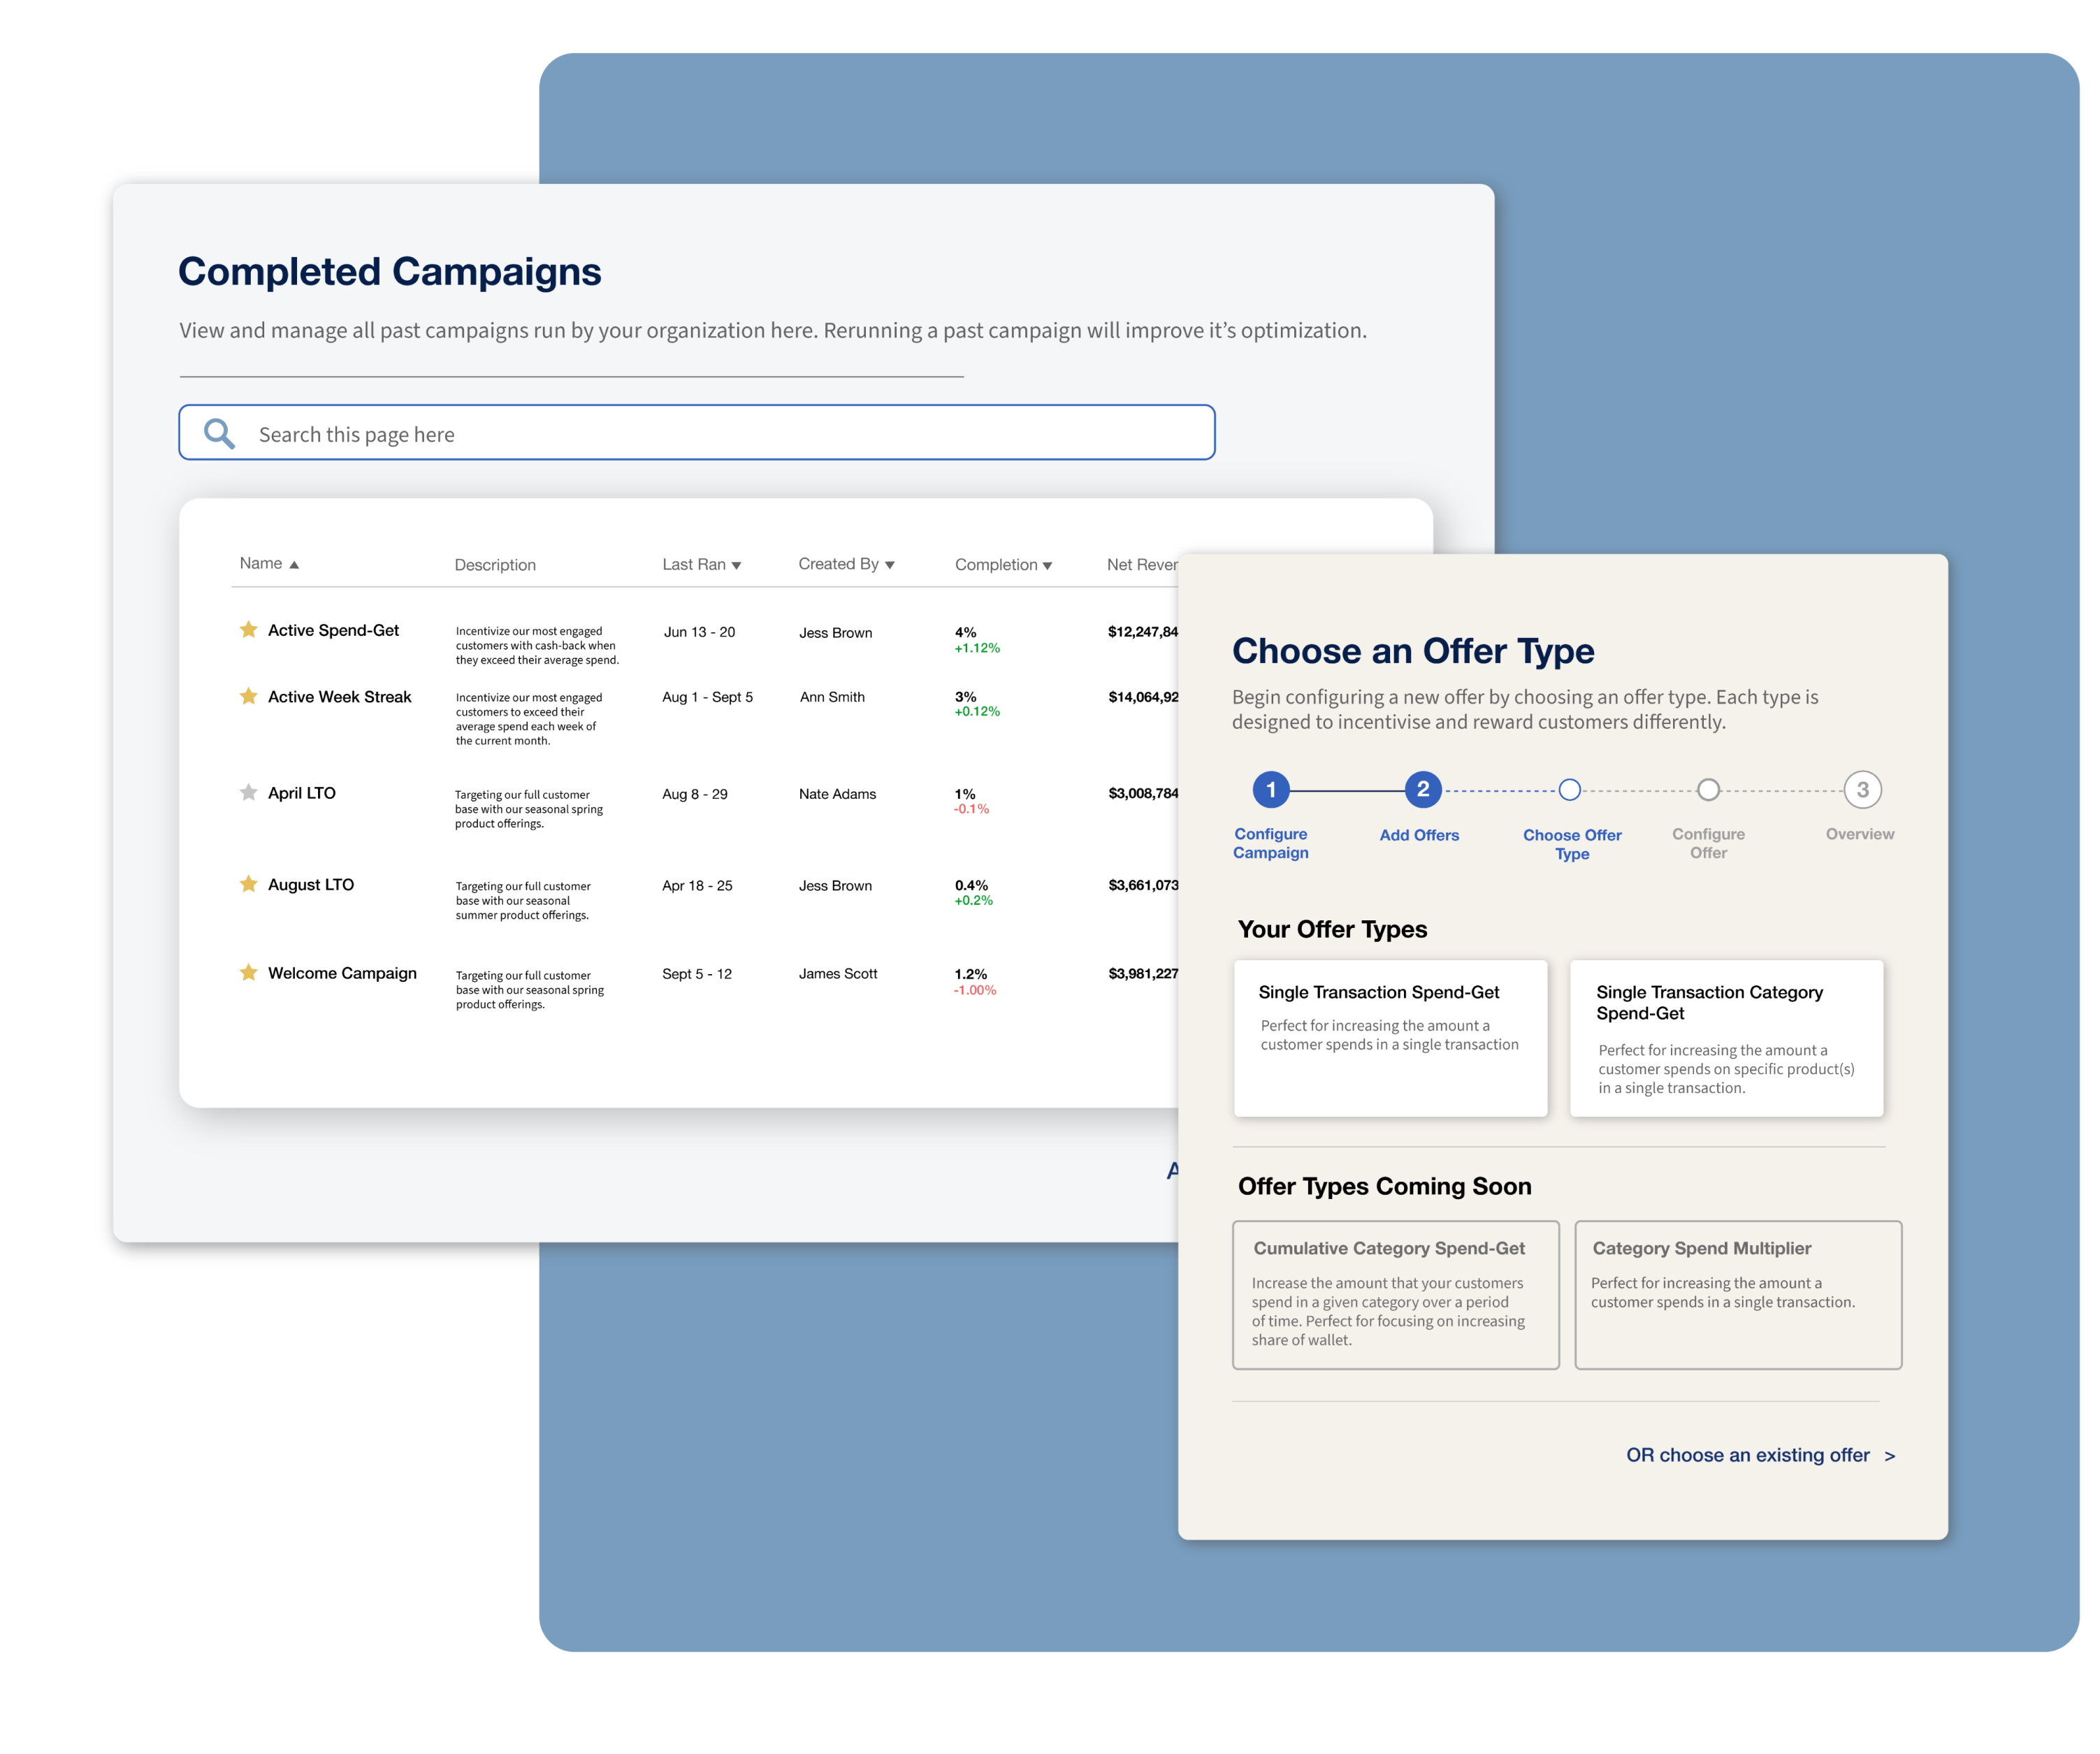 Completed Campaigns
View and manage all past campaigns run by your organization here. Rerunning a past campaign will improve it’s optimization.
Search this page here
Name ▲ Description Last Ran ▼ Created By ▼ Completion ▼ Net
Active Spend-Get
Incentivize our most engaged
customers with cash-back when
they exceed their average spend.
Jun 13 - 20
Jess Brown
4%
+1.12%
$12,247,84
Active Week Streak
Incentivize our most engaged
customers to exceed their
average spend each week of
the current month.
Aug 1 - Sept 5
Ann Smith
3%
+0.12%
$14,064,92
April LTO
Targeting our full customer
base with our seasonal spring
product offerings.
Aug 8 - 29
Nate Adams
1%
-0.1%
$3,008,784
August LTO
Targeting our full customer
base with our seasonal
summer product offerings.
Apr 18 - 25
Jess Brown
0.4%
+0.2%
$3,661,073
Welcome Campaign
Targeting our full customer
base with our seasonal spring
product offerings.
Sept 5 - 12
James Scott
1.2%
-1.00%
$3,981,227
Choose an Offer Type
Begin configuring a new offer by choosing an offer type. Each type is
designed to incentivise and reward customers differently.
1 2 3
Configure
Campaign
Add Offers
Choose Offer
Type
Configure
Offer
Overview
Your Offer Types
Single Transaction Spend-Get
Perfect for increasing the amount a
customer spends in a single transaction
Single Transaction Category
Spend-Get
Perfect for increasing the amount a
customer spends on specific product(s)
in a single transaction.
Offer Types Coming Soon
Cumulative Category Spend-Get
Increase the amount that your customers
spend in a given category over a period
of time. Perfect for focusing on increasing
share of wallet.
Category Spend Multiplier
Perfect for increasing the amount a
customer spends in a single transaction.
OR choose an existing offer >